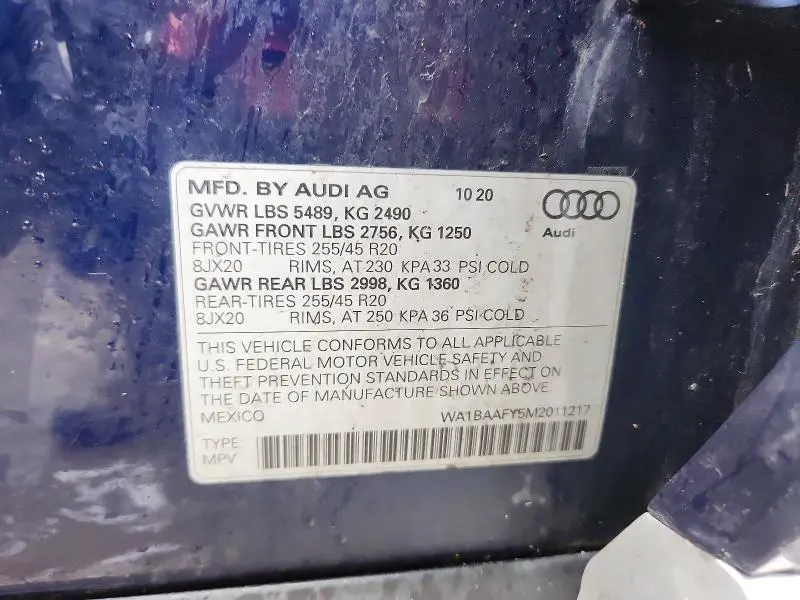 MFD. BY AUDI AG 10 20
GVWR LBS 5489, KG 2490
GAWR FRONT LBS 2756, KG 1250
Audi
FRONT-TIRES 255/45 R20
8JX20 RIMS, AT 230 KPA 33 PSI COLD
GAWR REAR LBS 2998, KG 1360
REAR-TIRES 255/45 R20
8JX20 RIMS, AT 250 KPA 36 PSI COLD
THIS VEHICLE CONFORMS TO ALL APPLICABLE
U.S. FEDERAL MOTOR VEHICLE SAFETY AND
THEFT PREVENTION STANDARDS IN EFFECT ON
THE DATE OF MANUFACTURE SHOWN ABOVE.
MEXICO WA1BAAFY5M2011217
TYPE:
MPV